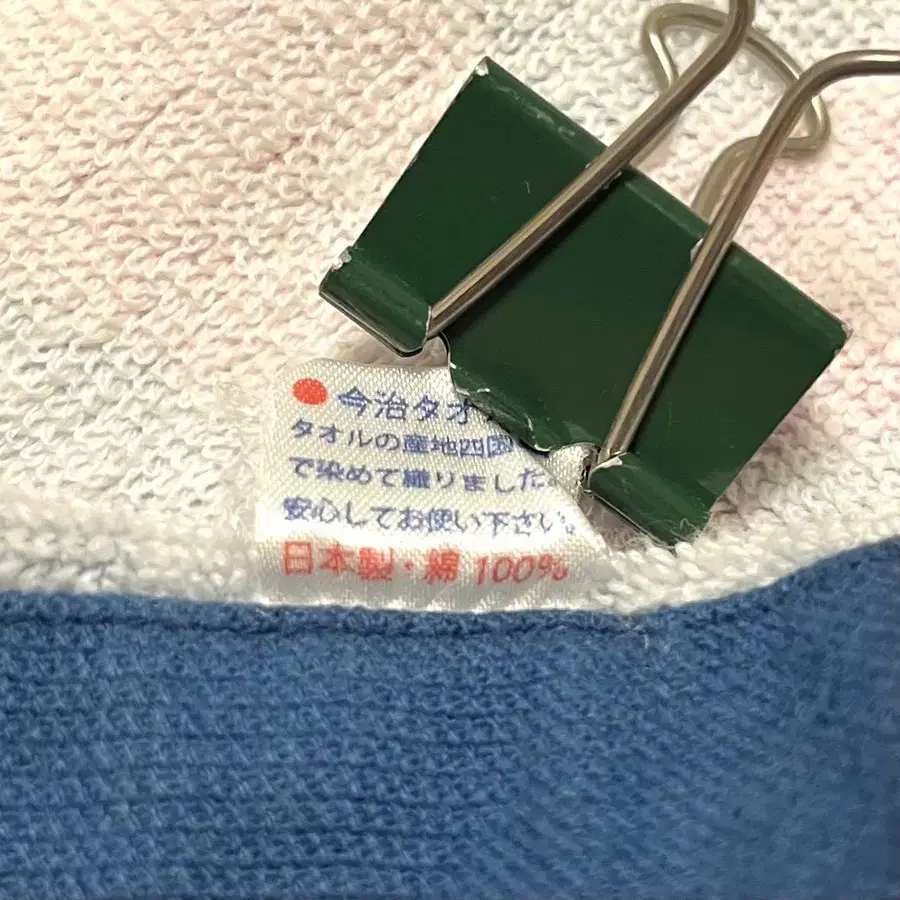 ● 今治タオ
タオルの産地四国
で染めて織りました。
安心してお使い下さい。
日本製・綿 100%